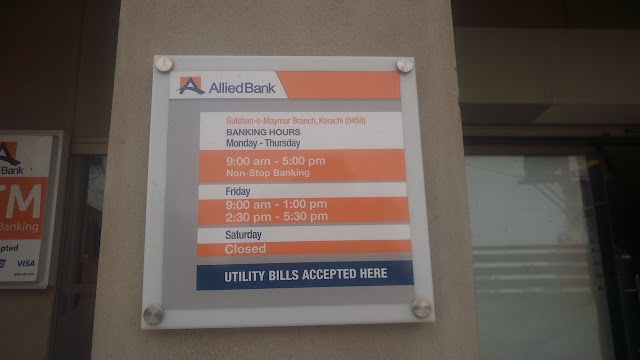 AlliedBank
Gulshan-e-Maymar Branch, Karachi (0458)
BANKING HOURS
Monday - Thursday
9:00 am - 5:00 pm
Non-Stop Banking
Friday
9:00 am - 1:00 pm
2:30 pm - 5:30 pm
Saturday
Closed
UTILITY BILLS ACCEPTED HERE
Bank
TM
Banking
VISA